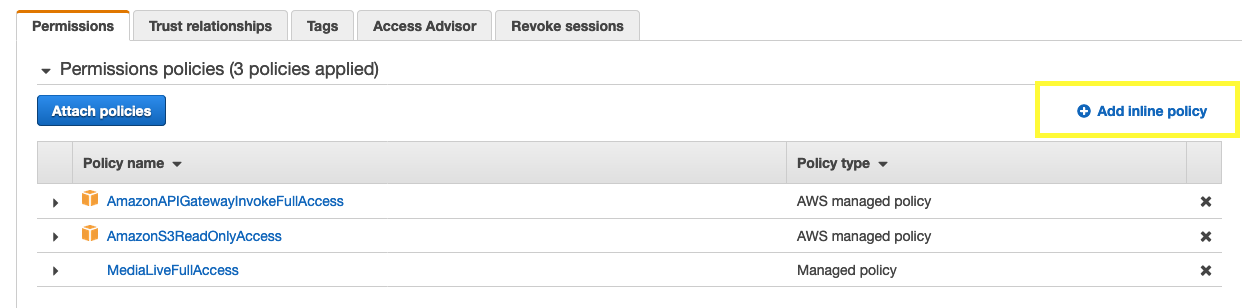 Permissions Trust relationships Tags Access Advisor Revoke sessions
Permissions policies (3 policies applied)
Attach policies Add inline policy
Policy name Policy type
AmazonAPIGatewayInvokeFullAccess AWS managed policy
AmazonS3ReadOnlyAccess AWS managed policy
MediaLiveFullAccess Managed policy